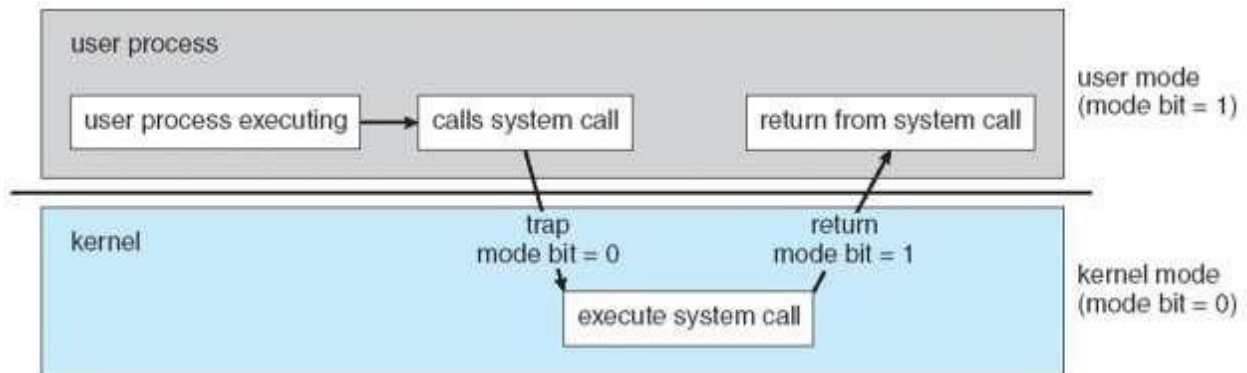 user process
user process executing
calls system call
return from system call
user mode
(mode bit = 1)
kernel
trap
mode bit = 0
return
mode bit = 1
execute system call
kernel mode
(mode bit = 0)